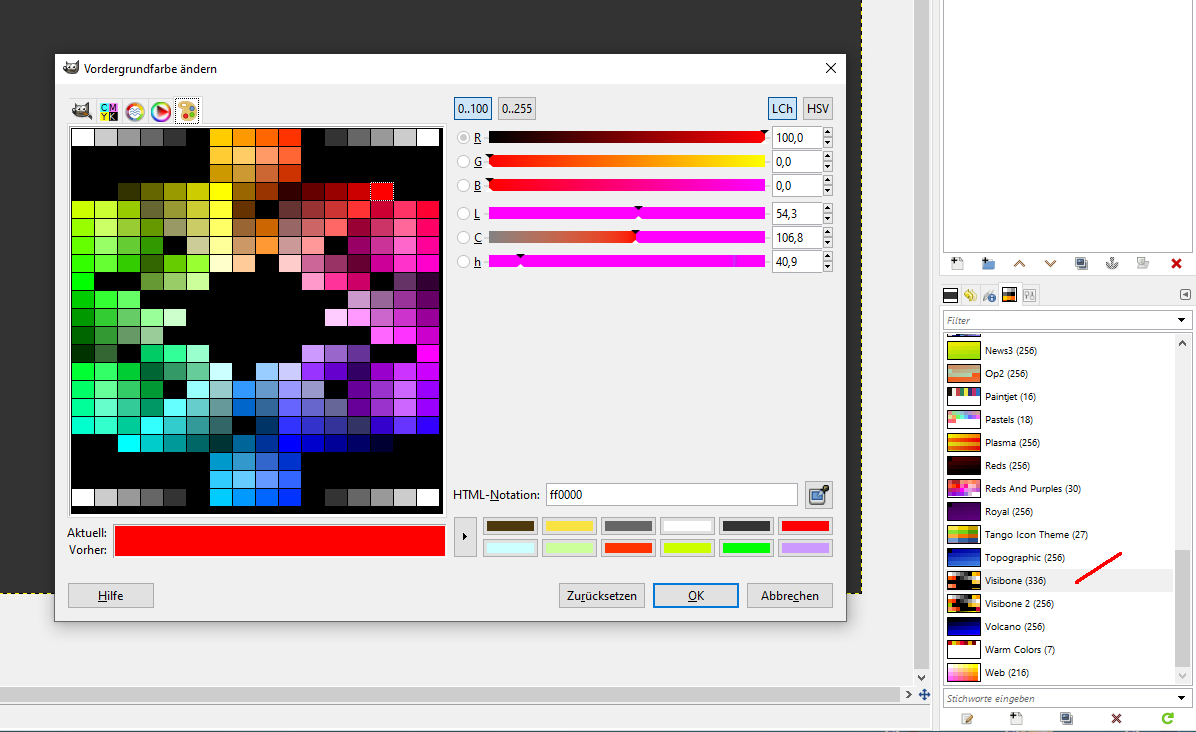 Vordergrundfarbe ändern
C M
Y K
0..100
0..255
LCh
HSV
R
100,0
G
0,0
B
0,0
L
54,3
C
106,8
h
40,9
HTML-Notation:
ff0000
Aktuell:
Vorher:
Hilfe
Zurücksetzen
OK
Abbrechen
Filter
News3 (256)
Op2 (256)
Paintjet (16)
Pastels (18)
Plasma (256)
Reds (256)
Reds And Purples (30)
Royal (256)
Tango Icon Theme (27)
Topographic (256)
Visibone (336)
Visibone 2 (256)
Volcano (256)
Warm Colors (7)
Web (216)
Stichworte eingeben